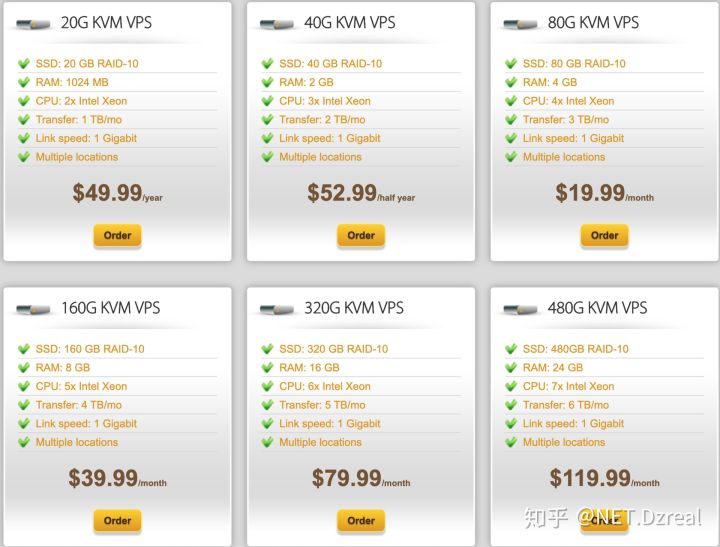 20G KVM VPS
SSD: 20 GB RAID-10
RAM: 1024 MB
CPU: 2x Intel Xeon
Transfer: 1 TB/mo
Link speed: 1 Gigabit
Multiple locations
$49.99/year
Order
40G KVM VPS
SSD: 40 GB RAID-10
RAM: 2 GB
CPU: 3x Intel Xeon
Transfer: 2 TB/mo
Link speed: 1 Gigabit
Multiple locations
$52.99/half year
Order
80G KVM VPS
SSD: 80 GB RAID-10
RAM: 4 GB
CPU: 4x Intel Xeon
Transfer: 3 TB/mo
Link speed: 1 Gigabit
Multiple locations
$19.99/month
Order
160G KVM VPS
SSD: 160 GB RAID-10
RAM: 8 GB
CPU: 5x Intel Xeon
Transfer: 4 TB/mo
Link speed: 1 Gigabit
Multiple locations
$39.99/month
Order
320G KVM VPS
SSD: 320 GB RAID-10
RAM: 16 GB
CPU: 6x Intel Xeon
Transfer: 5 TB/mo
Link speed: 1 Gigabit
Multiple locations
$79.99/month
Order
480G KVM VPS
SSD: 480GB RAID-10
RAM: 24 GB
CPU: 7x Intel Xeon
Transfer: 6 TB/mo
Link speed: 1 Gigabit
Multiple locations
$119.99/month
Order
知乎 @NET.Dzreal